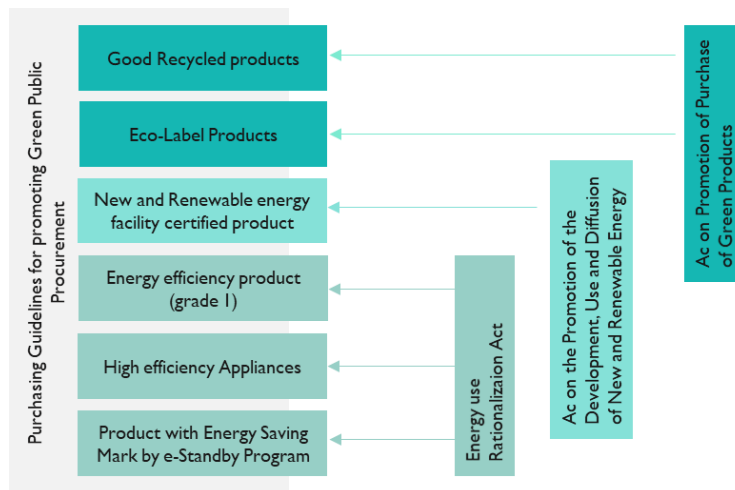 Purchasing Guidelines for promoting Green Public
Procurement
Good Recycled products
Eco-Label Products
New and Renewable energy
facility certified product
Energy efficiency product
(grade 1)
High efficiency Appliances
Product with Energy Saving
Mark by e-Standby Program
Energy use
Rationalizaion Act
Ac on the Promotion of the
Development, Use and Diffusion
of New and Renewable Energy
Ac on Promotion of Purchase
of Green Products